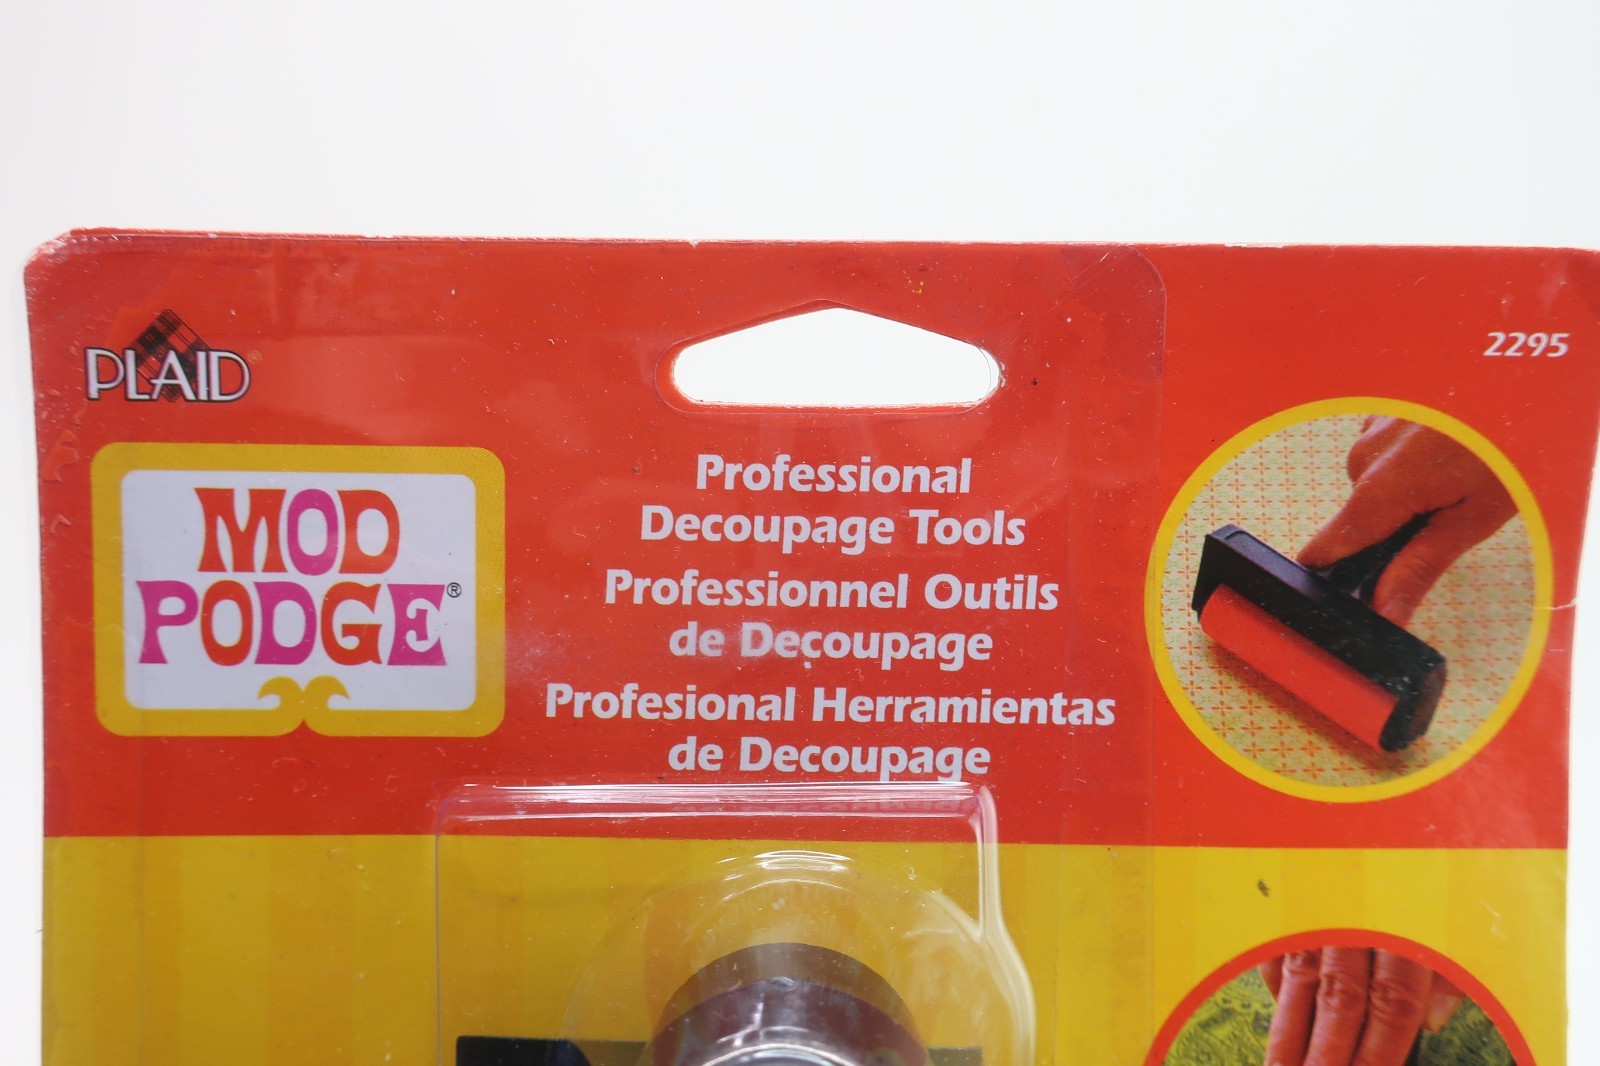 PLAID®
2295
MOD
PODGE®
Professional
Decoupage Tools
Professionnel Outils
de Decoupage
Profesional Herramientas
de Decoupage